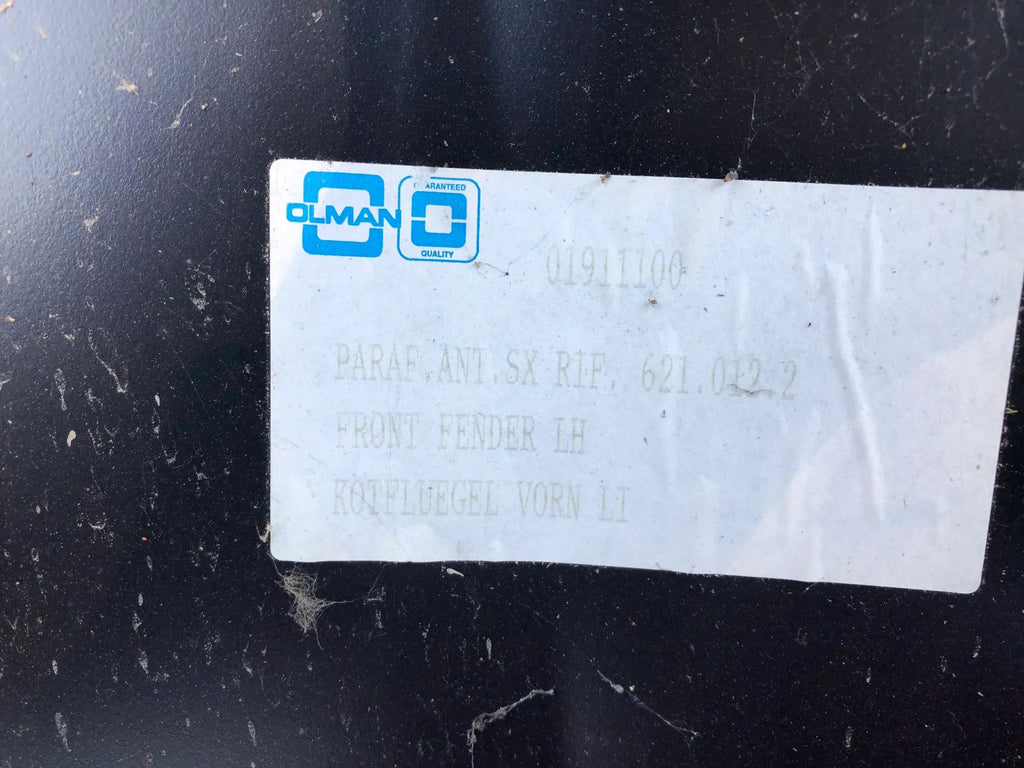 OLMAN
GUARANTEED
QUALITY
01911100
PARAF.ANT.SX RIF. 621.012.2
FRONT FENDER LH
KOTFLUEGEL VORN LI